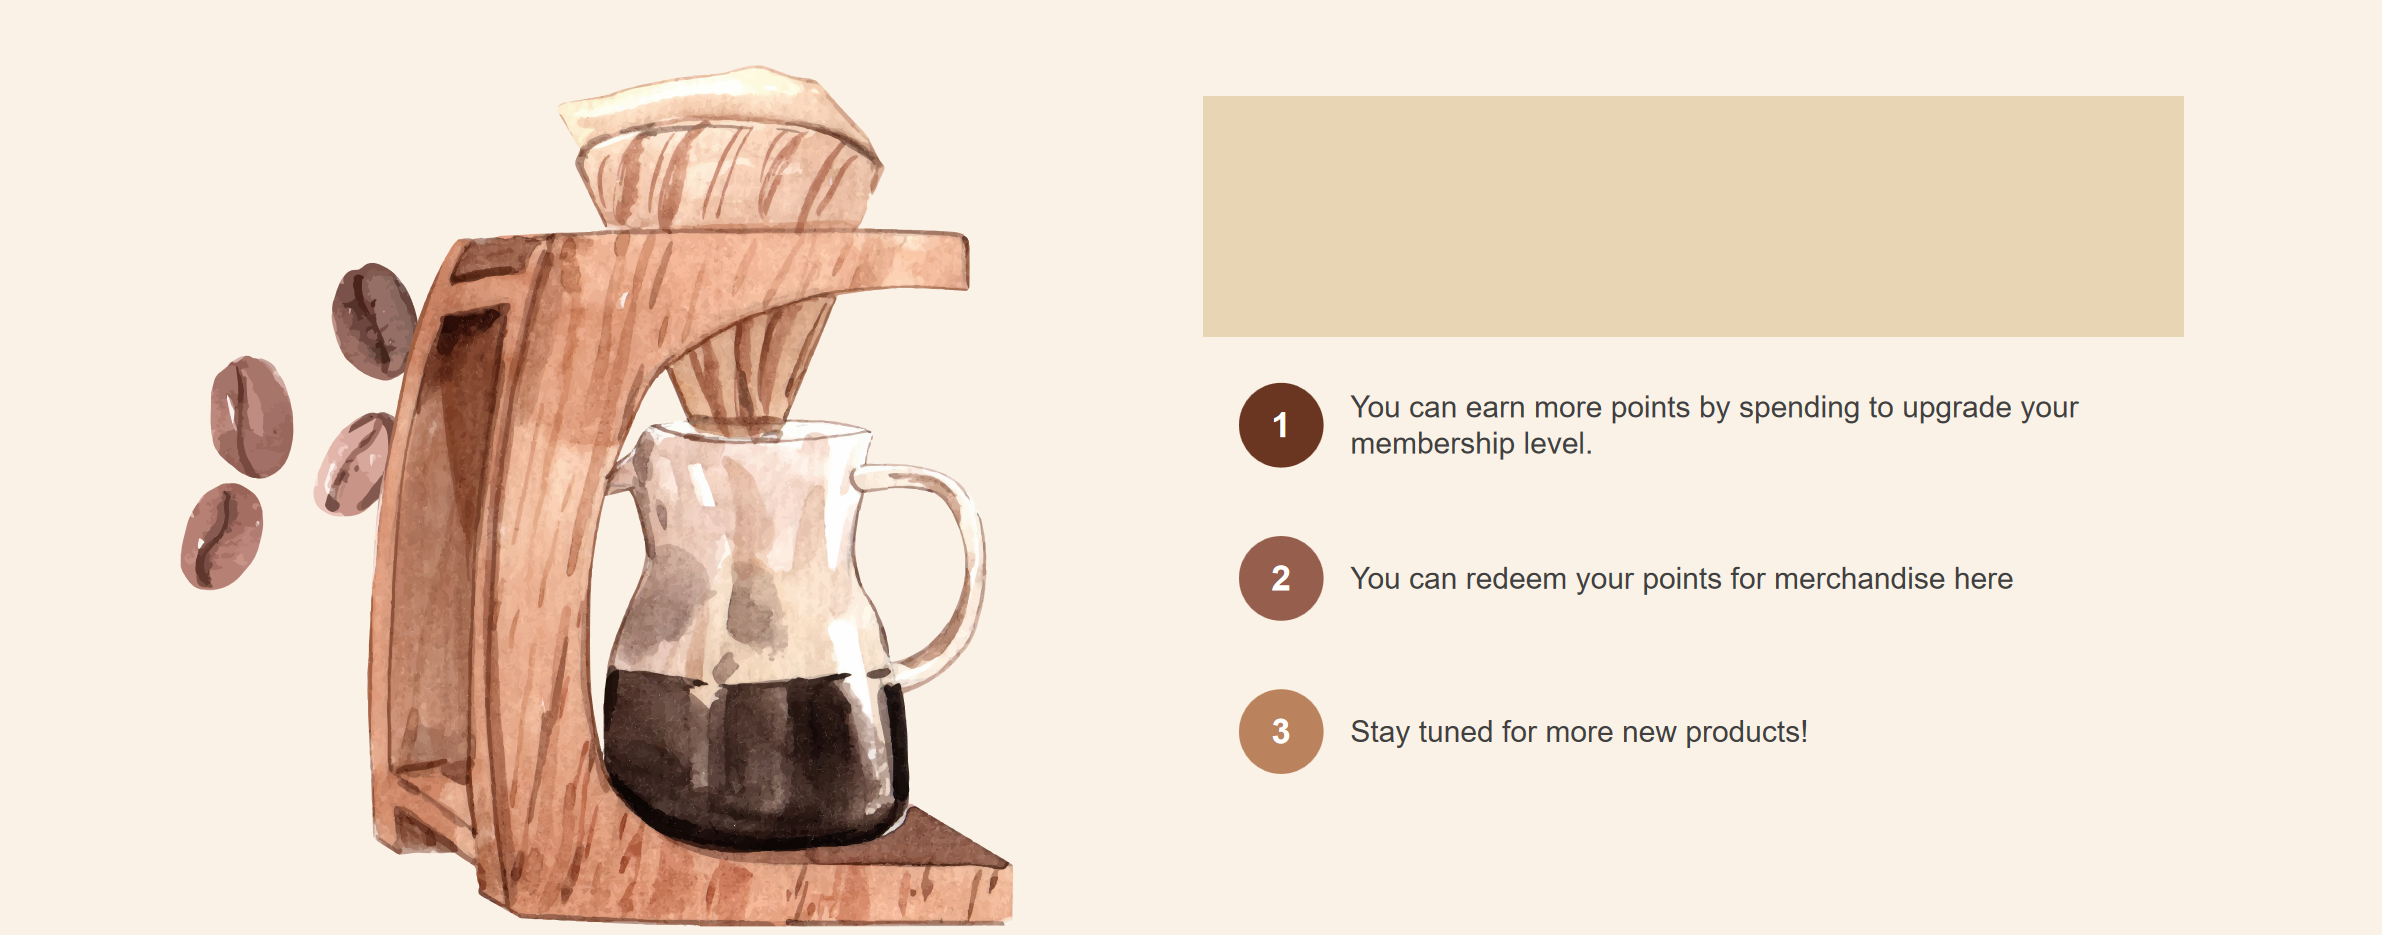 1
You can earn more points by spending to upgrade your
membership level.
2
You can redeem your points for merchandise here
3
Stay tuned for more new products!